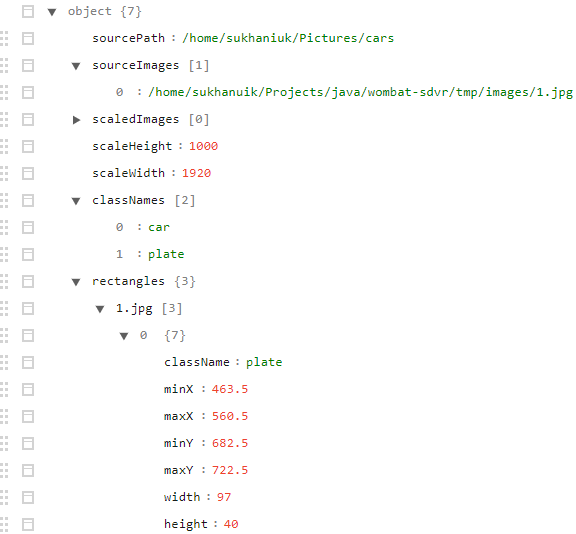 object {7}
sourcePath : /home/sukhaniuk/Pictures/cars
sourceImages [1]
0 : /home/sukhanuik/Projects/java/wombat-sdvr/tmp/images/1.jpg
scaledImages [0]
scaleHeight : 1000
scaleWidth : 1920
classNames [2]
0 : car
1 : plate
rectangles {3}
1.jpg [3]
0 {7}
className : plate
minX : 463.5
maxX : 560.5
minY : 682.5
maxY : 722.5
width : 97
height : 40